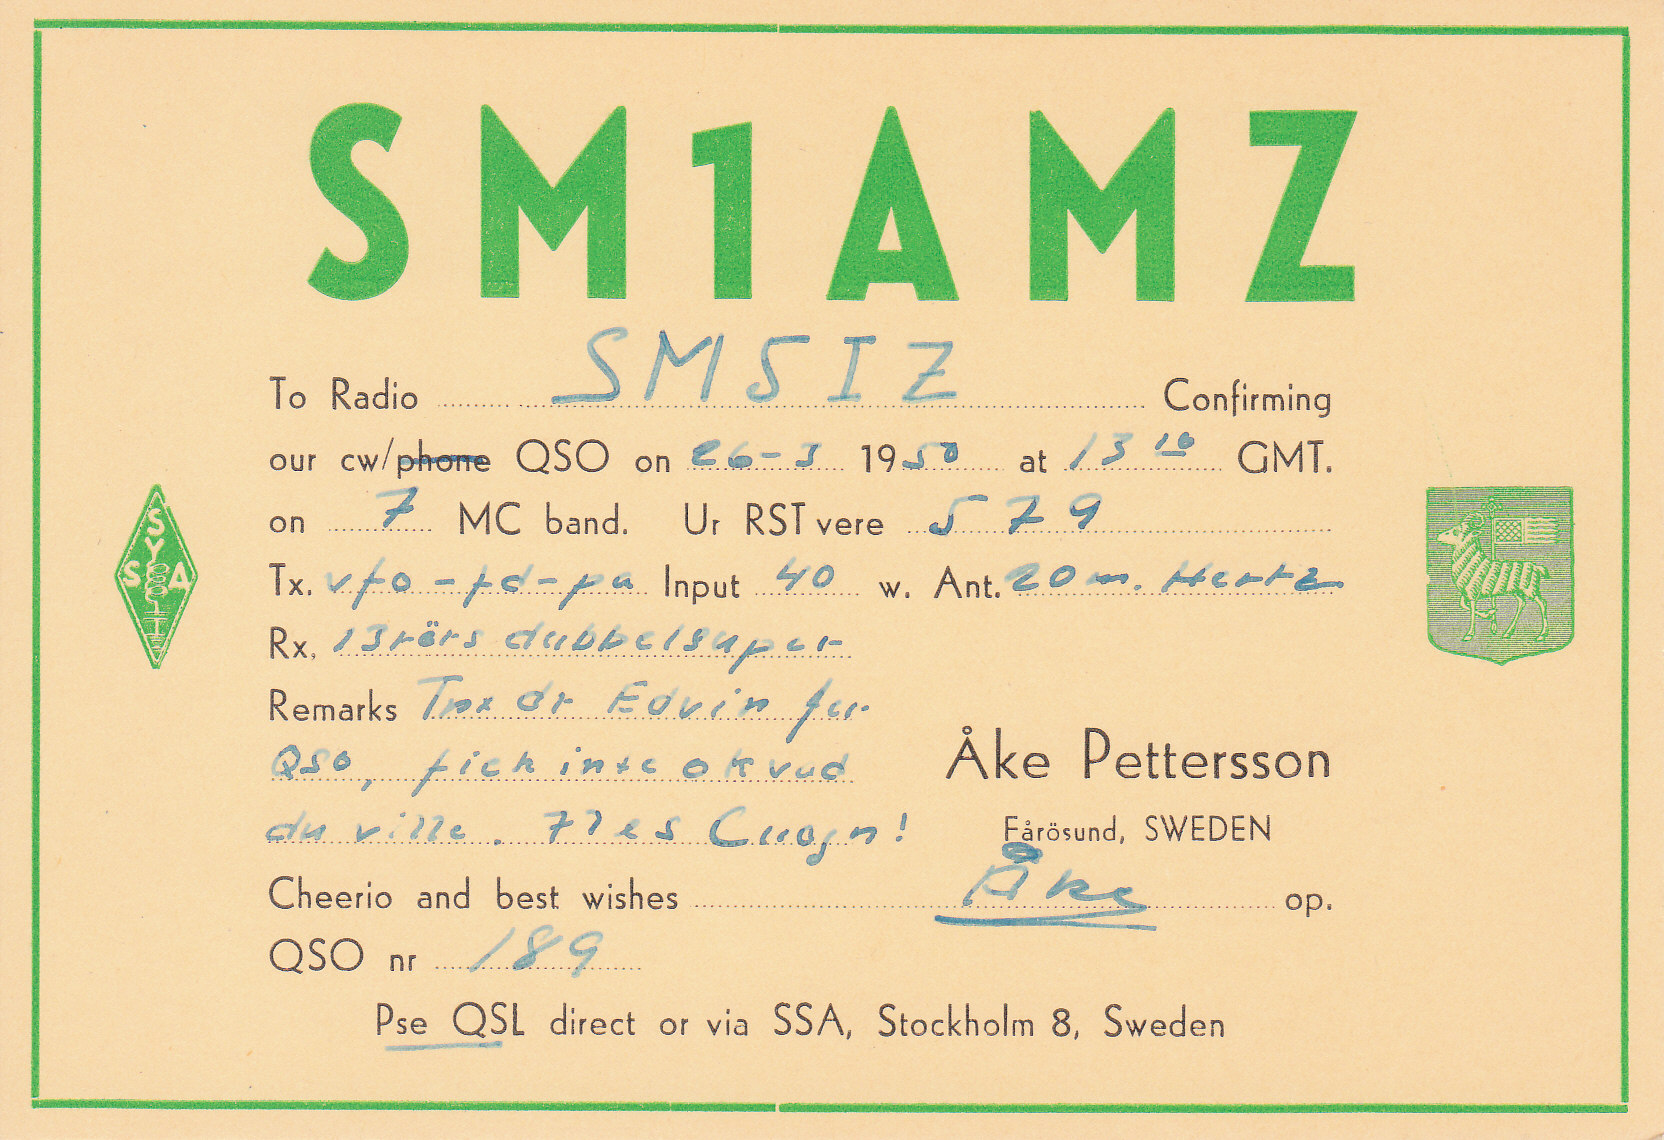 SM1AMZ
To Radio SM5IZ Confirming
our cw/phone QSO on 26-3 1950 at 13 16 GMT.
on 7 MC band. Ur RST vere 579
Tx. vfo-fd-pa Input 40 w. Ant. 20 m. Hertz
Rx. 13rörs dubbelsuper
Remarks Tnx dr Edvin fer
QSO, fick inte ok vad
Åke Pettersson
du ville. 77 es Cuagn!
Fårösund, SWEDEN
Cheerio and best wishes Åke op.
QSO nr 189
Pse QSL direct or via SSA, Stockholm 8, Sweden
SSA